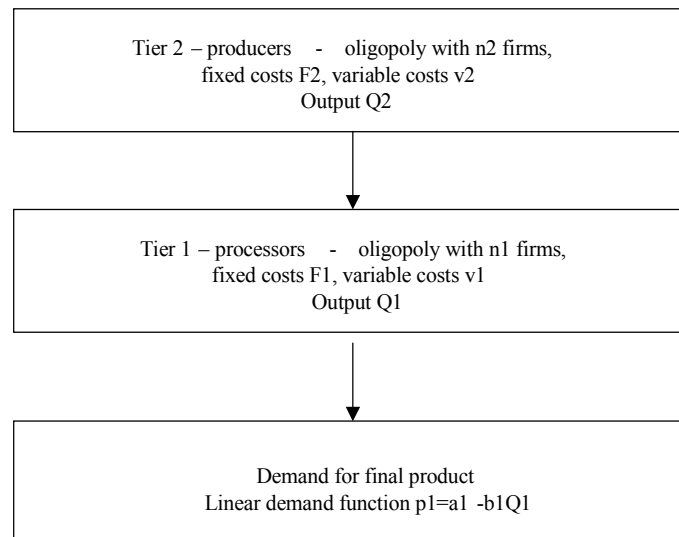 Tier 2 – producers - oligopoly with n2 firms,
fixed costs F2, variable costs v2
Output Q2
Tier 1 – processors - oligopoly with n1 firms,
fixed costs F1, variable costs v1
Output Q1
Demand for final product
Linear demand function p1=a1 -b1Q1